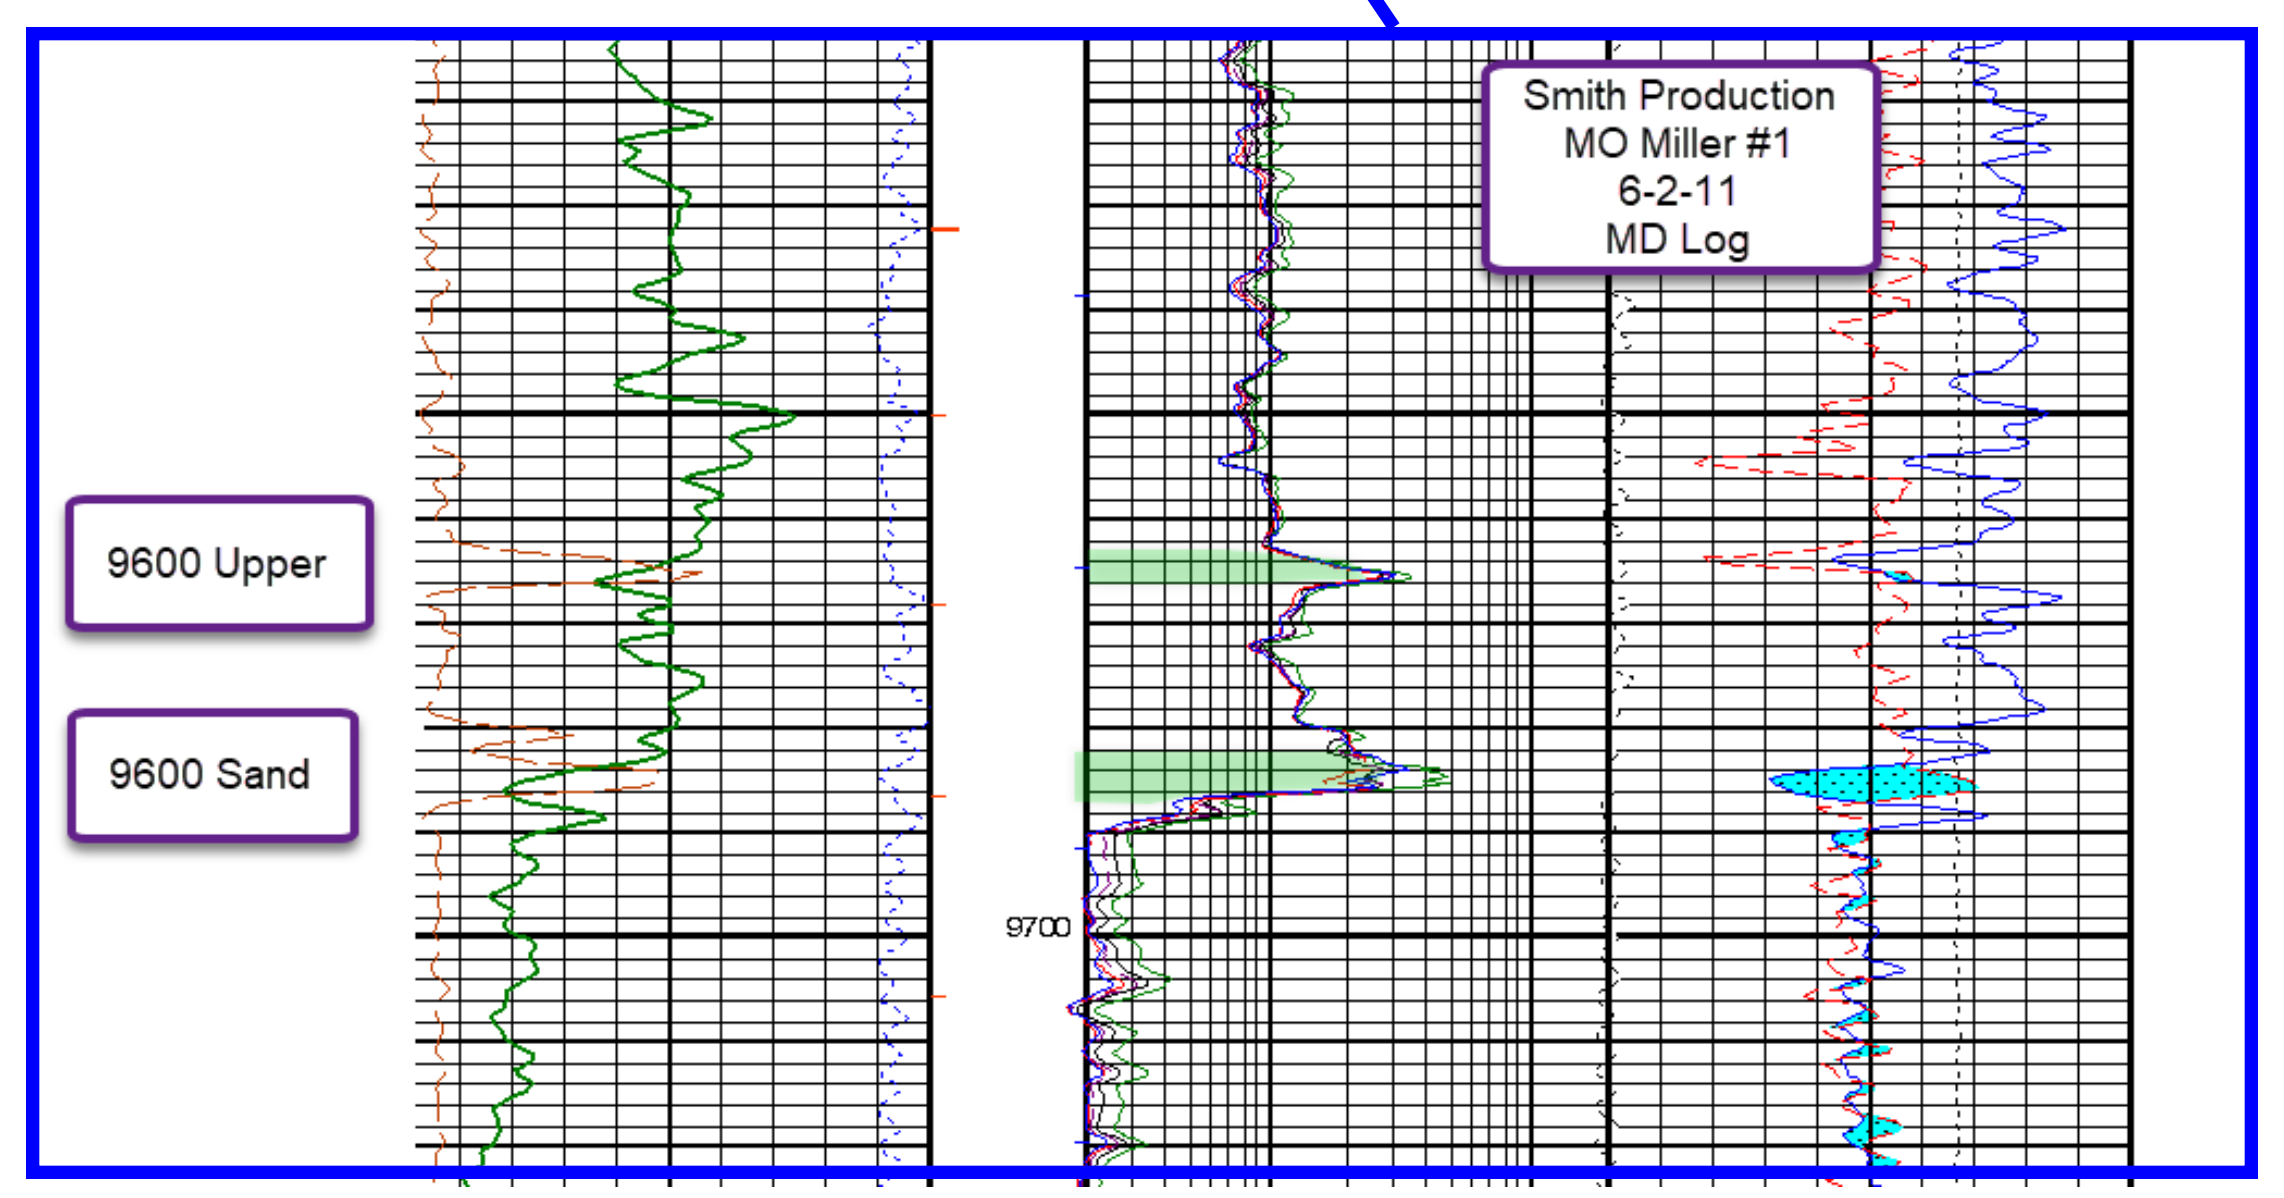 Smith Production
MO Miller #1
6-2-11
MD Log
9600 Upper
9600 Sand
9700